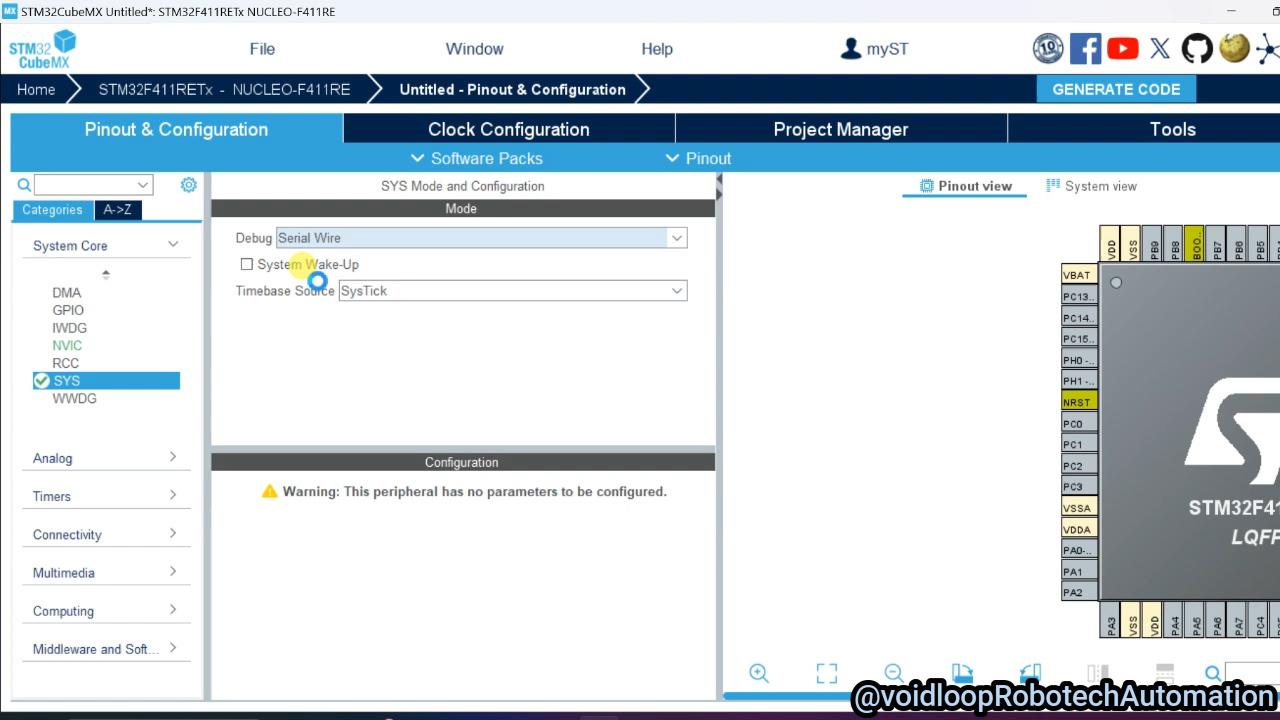 MX STM32CubeMX Untitled*: STM32F411RETx NUCLEO-F411RE
STM32 CubeMX
File
Window
Help
myST
10
Home
STM32F411RETx - NUCLEO-F411RE
Untitled - Pinout & Configuration
GENERATE CODE
Pinout & Configuration
Clock Configuration
Project Manager
Tools
Software Packs
Pinout
Categories
A->Z
System Core
DMA
GPIO
IWDG
NVIC
RCC
SYS
WWDG
Analog
Timers
Connectivity
Multimedia
Computing
Middleware and Soft...
SYS Mode and Configuration
Mode
Debug Serial Wire
System Wake-Up
Timebase Source SysTick
Configuration
Warning: This peripheral has no parameters to be configured.
Pinout view
System view
VDD
VSS
PB9
PB8
BOO..
PB7
PB6
PB5
VBAT
PC13..
PC14..
PC15..
PH0 -..
PH1 -..
NRST
PC0
PC1
PC2
PC3
VSSA
VDDA
PA0-..
PA1
PA2
STM32F41
LQFP
PA3
VSS
VDD
PA4
PA5
PA6
PA7
PC4
@voidloopRobotechAutomation